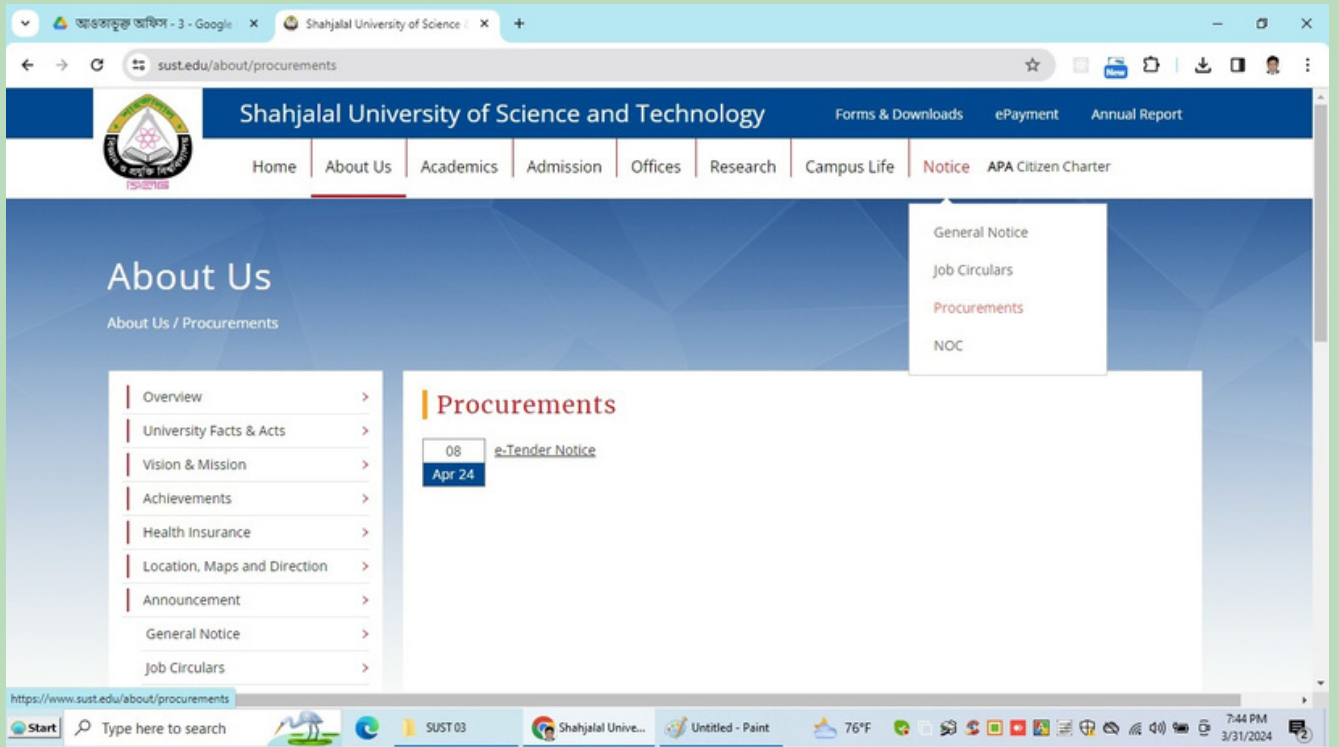 আওতাভুক্ত অফিস - 3 - Google
Shahjalal University of Science &
sust.edu/about/procurements
New
Shahjalal University of Science and Technology
Forms & Downloads ePayment Annual Report
Home About Us Academics Admission Offices Research Campus Life Notice APA Citizen Charter
General Notice
Job Circulars
Procurements
NOC
About Us
About Us / Procurements
Overview
University Facts & Acts
Vision & Mission
Achievements
Health Insurance
Location, Maps and Direction
Announcement
General Notice
Job Circulars
Procurements
08
Apr 24
e-Tender Notice
https://www.sust.edu/about/procurements
Start Type here to search SUST 03 Shahjalal Unive... Untitled - Paint 76°F 7:44 PM
3/31/2024
2